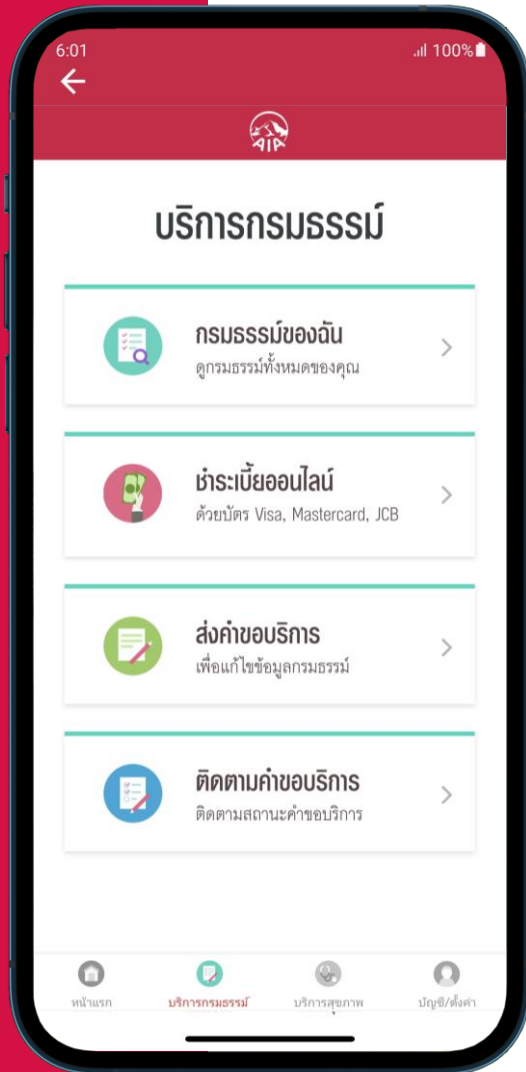 6:01
100%
AIA
บริการกรมธรรม์
กรมธรรม์ของฉัน
ดูกรมธรรม์ทั้งหมดของคุณ
ชำระเบี้ยออนไลน์
ด้วยบัตร Visa, Mastercard, JCB
ส่งคำขอบริการ
เพื่อแก้ไขข้อมูลกรมธรรม์
ติดตามคำขอบริการ
ติดตามสถานะคำขอบริการ
หน้าแรก บริการกรมธรรม์ บริการสุขภาพ บัญชี/ตั้งค่า